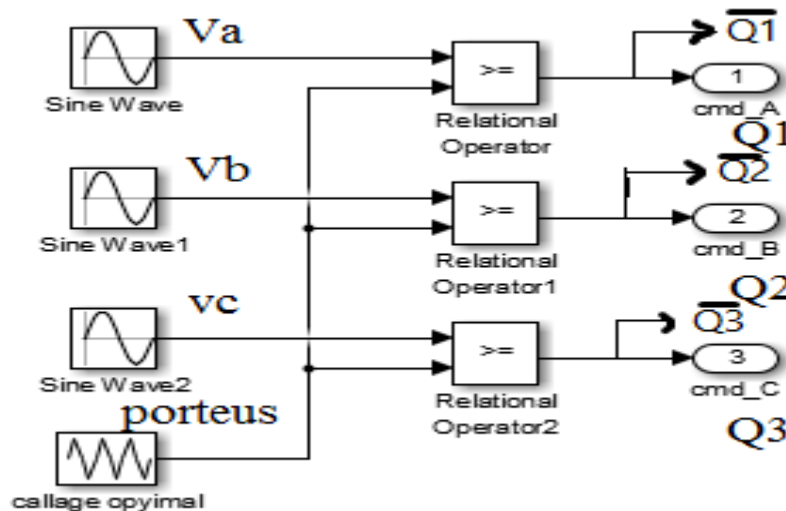 Va
Q1
>=
1
Sine Wave
Relational
Operator
cmd_A
Q1
Vb
Q2
>=
2
Sine Wave1
Relational
Operator1
cmd_B
Q2
vc
Q3
>=
3
Sine Wave2
Relational
Operator2
cmd_C
porteus
Q3
callage opyimal